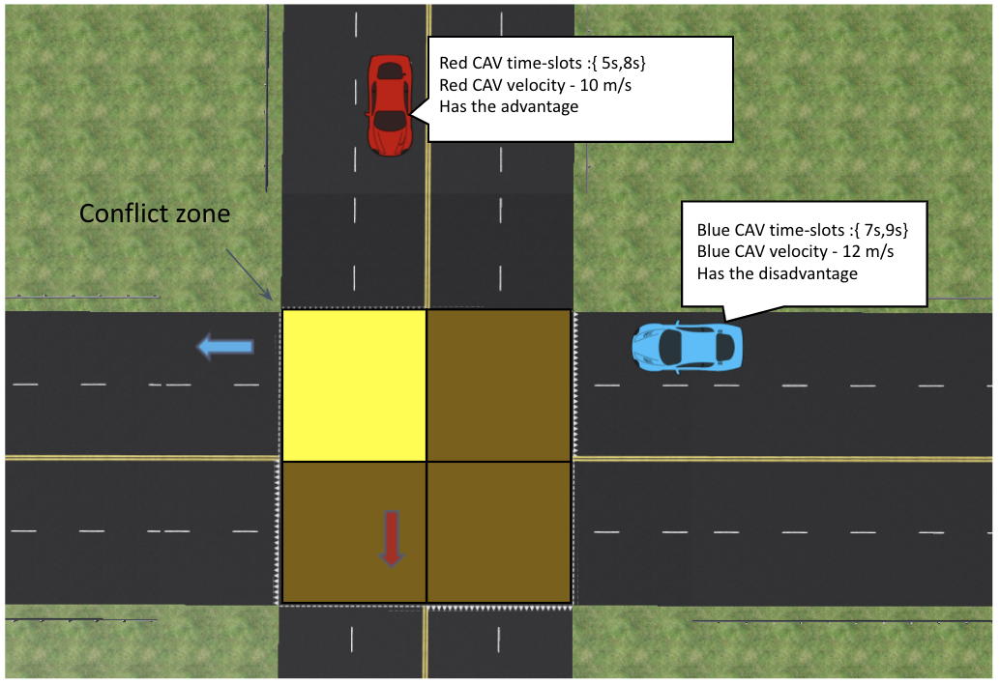 Red CAV time-slots :{ 5s,8s}
Red CAV velocity - 10 m/s
Has the advantage
Conflict zone
Blue CAV time-slots :{ 7s,9s}
Blue CAV velocity - 12 m/s
Has the disadvantage